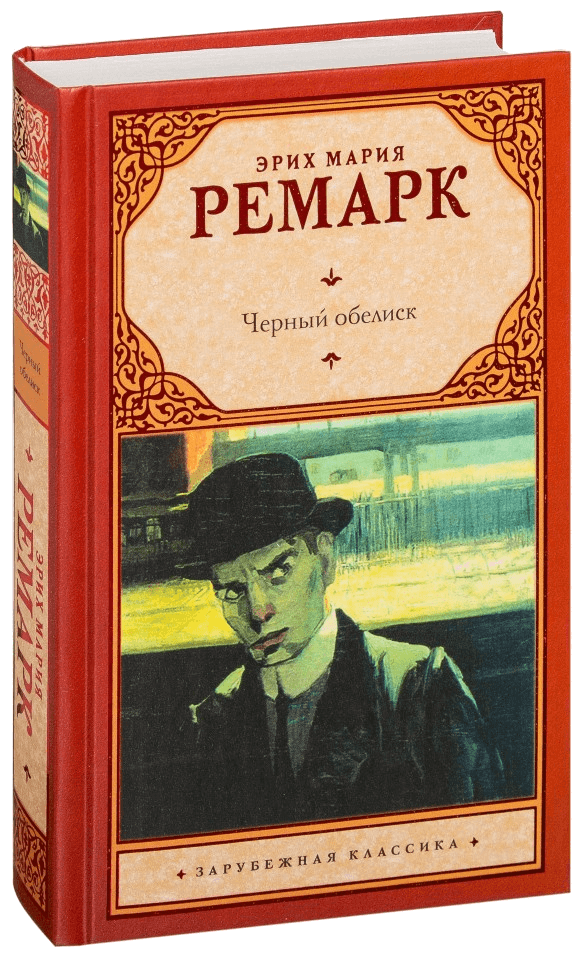 ЭРИХ МАРИЯ
РЕМАРК
Черный обелиск
ЗАРУБЕЖНАЯ КЛАССИКА
Черный
обелиск
ЭРИХ МАРИЯ
РЕМАРК